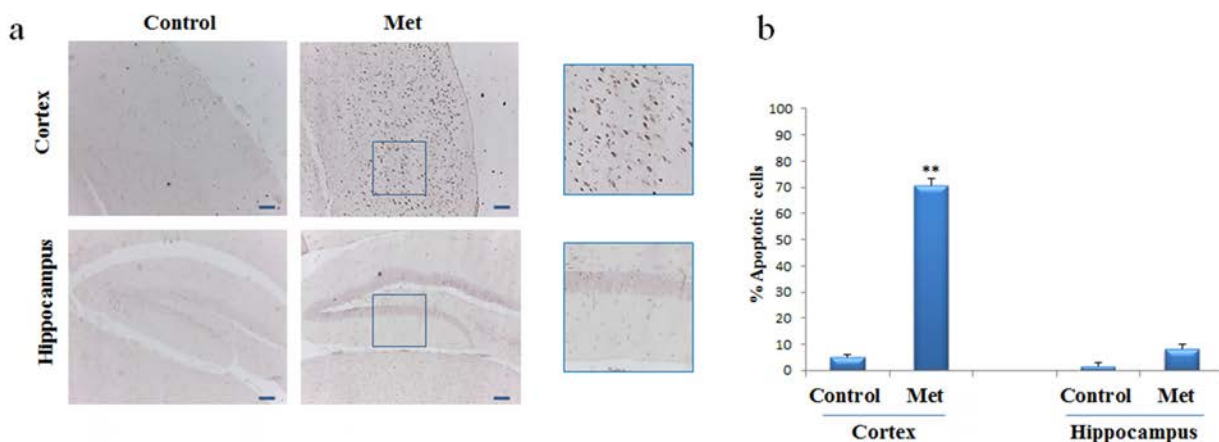 a
Control Met
Cortex
Hippocampus
b
% Apoptotic cells
100
90
80
70
60
50
40
30
20
10
0
**
Control Met Control Met
Cortex Hippocampus